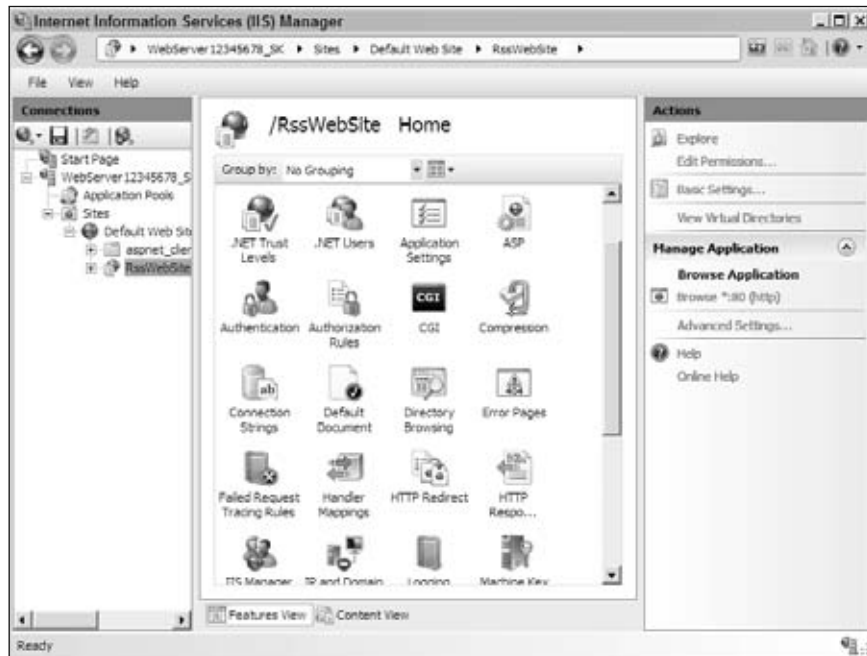 Internet Information Services (IIS) Manager
WebServer12345678_SK Sites Default Web Site RssWebSite
File View Help
Connections
Start Page
WebServer12345678_S
Application Pools
Sites
Default Web Sit
aspnet_clier
RssWebSite
/RssWebSite Home
Group by: No Grouping
.NET Trust Levels
.NET Users
Application Settings
ASP
Authentication
Authorization Rules
CGI
CGI
Compression
ab
Connection Strings
Default Document
Directory Browsing
404
Error Pages
Failed Request Tracing Rules
Handler Mappings
HTTP Redirect
HTTP Respo...
IIS Manager
IP and Domain
Logging
Machine Key
Features View
Content View
Actions
Explore
Edit Permissions...
Basic Settings...
View Virtual Directories
Manage Application
Browse Application
Browse *:80 (http)
Advanced Settings...
Help
Online Help
Ready